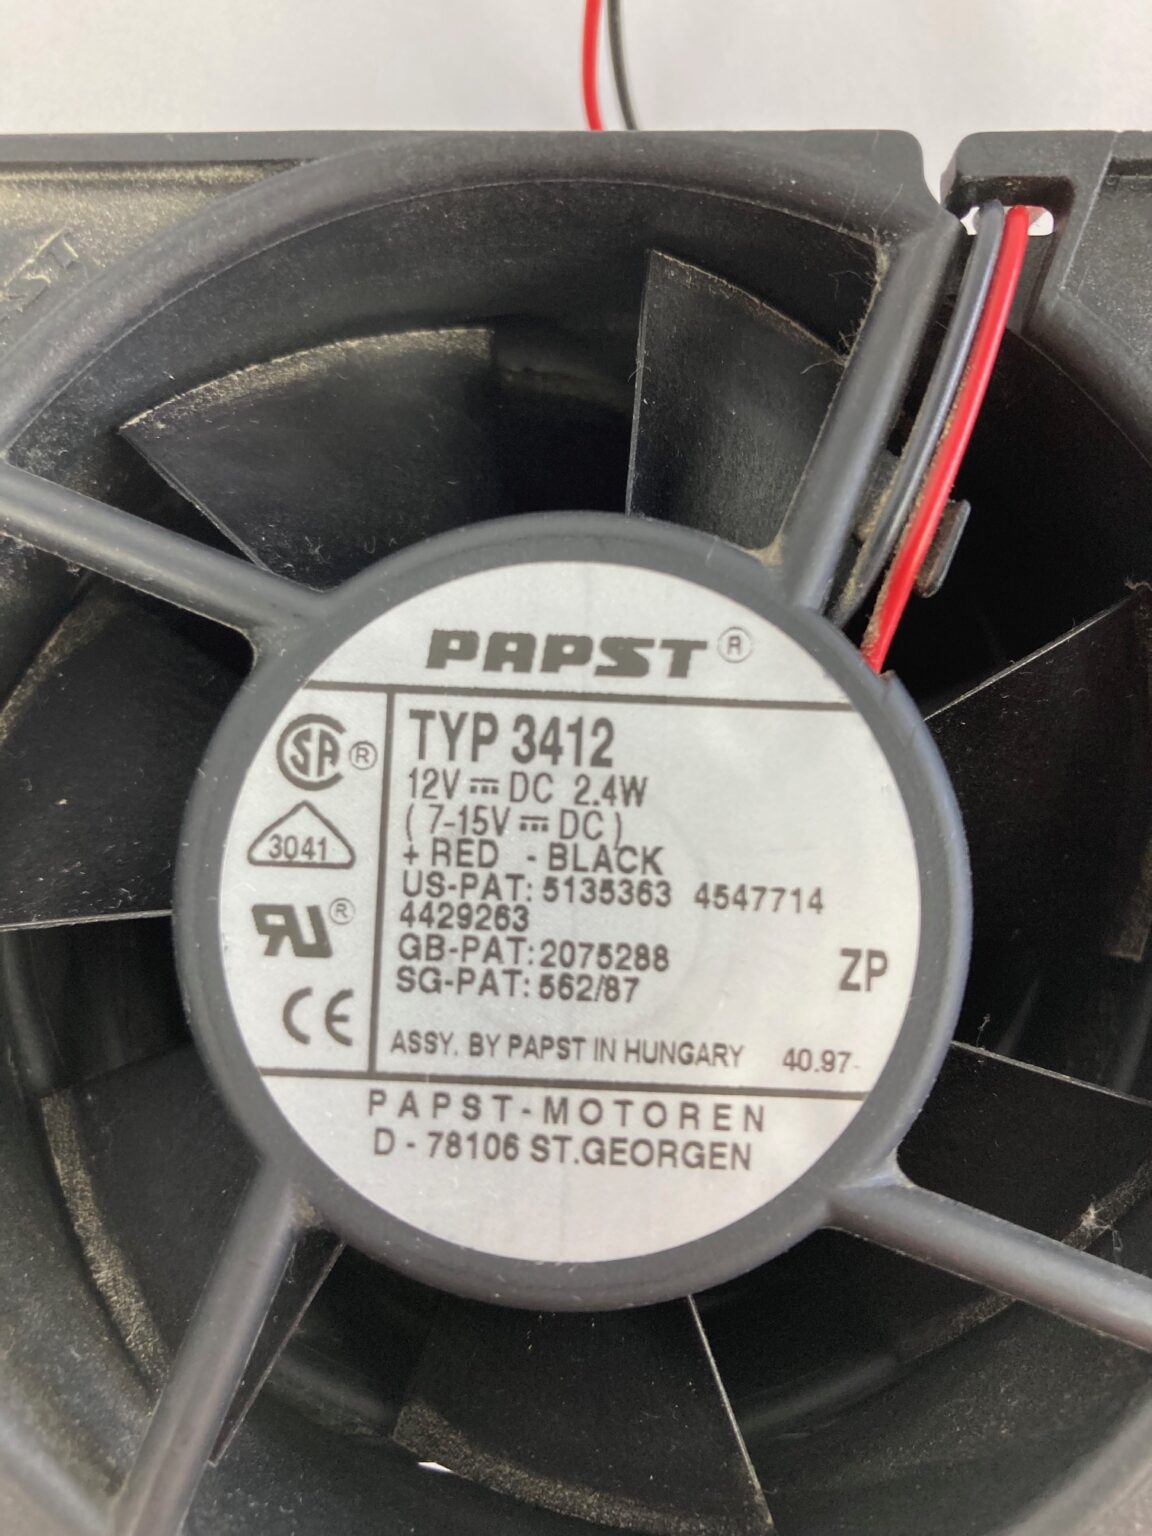 PAPST ®
SA ®
3041
RU ®
CE
TYP 3412
12V ⎓ DC 2.4W
( 7-15V ⎓ DC )
+ RED - BLACK
US-PAT: 5135363 4547714
4429263
GB-PAT: 2075288
SG-PAT: 562/87
ZP
ASSY. BY PAPST IN HUNGARY 40.97-
PAPST-MOTOREN
D - 78106 ST.GEORGEN